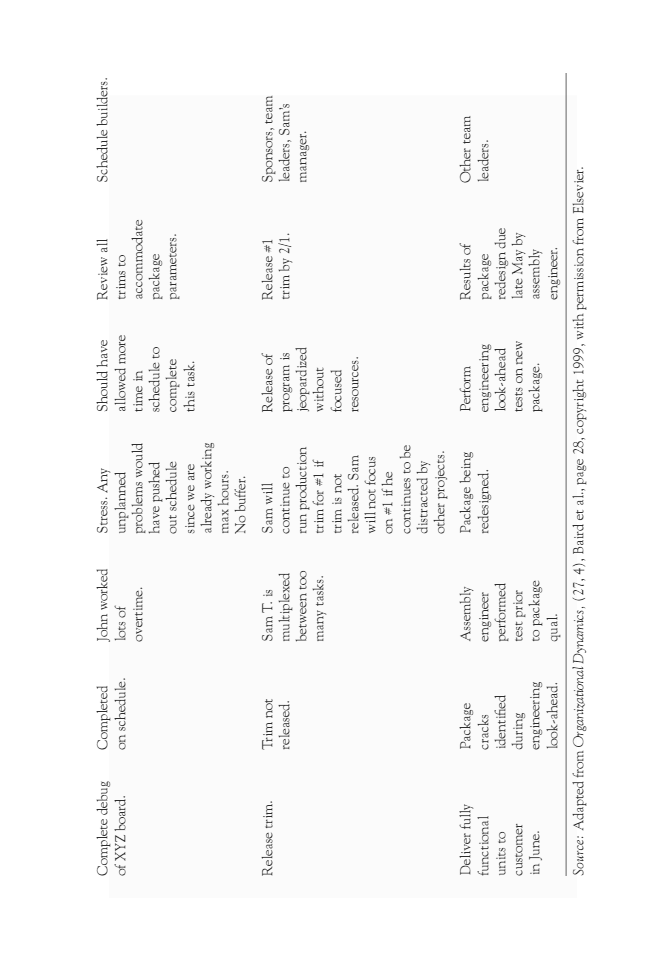 Complete debug
of XYZ board.
Completed
on schedule.
John worked
lots of
overtime.
Stress. Any
unplanned
problems would
have pushed
out schedule
since we are
already working
max hours.
No buffer.
Should have
allowed more
time in
schedule to
complete
this task.
Review all
trims to
accommodate
package
parameters.
Schedule builders.
Release trim.
Trim not
released.
Sam T. is
multiplexed
between too
many tasks.
Sam will
continue to
run production
trim for #1 if
trim is not
released. Sam
will not focus
on #1 if he
continues to be
distracted by
other projects.
Release of
program is
jeopardized
without
focused
resources.
Release #1
trim by 2/1.
Sponsors, team
leaders, Sam's
manager.
Deliver fully
functional
units to
customer
in June.
Package
cracks
identified
during
engineering
look-ahead.
Assembly
engineer
performed
test prior
to package
qual.
Package being
redesigned.
Perform
engineering
look-ahead
tests on new
package.
Results of
package
redesign due
late May by
assembly
engineer.
Other team
leaders.
Source: Adapted from Organizational Dynamics, (27, 4), Baird et al., page 28, copyright 1999, with permission from Elsevier.